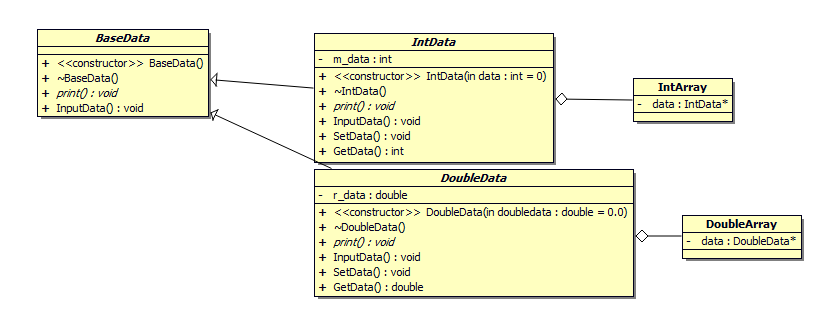 BaseData
+ <<constructor>> BaseData()
+ ~BaseData()
+ print() : void
+ InputData() : void
IntData
- m_data : int
+ <<constructor>> IntData(in data : int = 0)
+ ~IntData()
+ print() : void
+ InputData() : void
+ SetData() : void
+ GetData() : int
IntArray
- data : IntData*
DoubleData
- r_data : double
+ <<constructor>> DoubleData(in doubledata : double = 0.0)
+ ~DoubleData()
+ print() : void
+ InputData() : void
+ SetData() : void
+ GetData() : double
DoubleArray
- data : DoubleData*